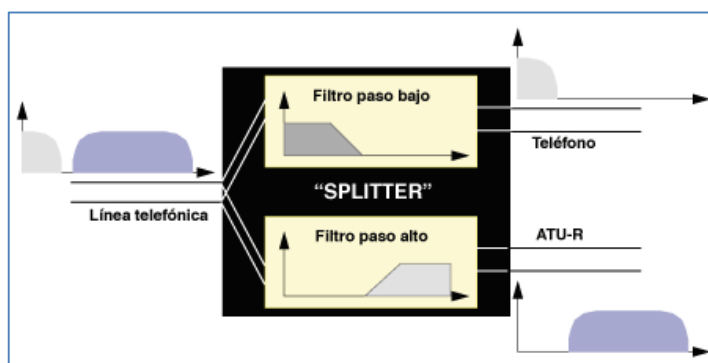 Filtro paso bajo
Teléfono
“SPLITTER”
Línea telefónica
Filtro paso alto
ATU-R